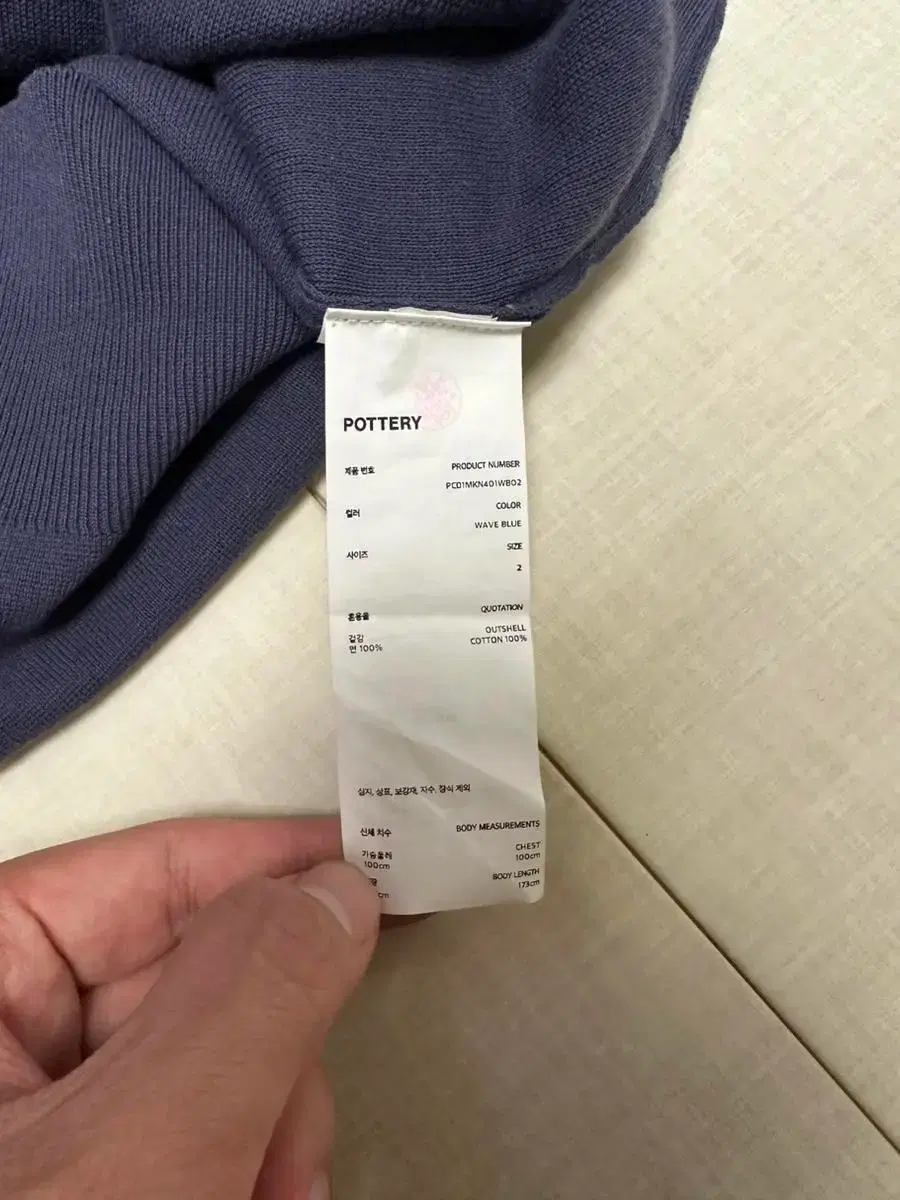 POTTERY
제품 번호 PRODUCT NUMBER
PC01MKN401WB02
컬러 COLOR
WAVE BLUE
사이즈 SIZE
2
혼용율 QUOTATION
겉감 OUTSHELL
면 100% COTTON 100%
심지, 상표, 보강재, 자수, 장식 제외
신체 치수 BODY MEASUREMENTS
가슴둘레 CHEST
100cm 100cm
장 BODY LENGTH
cm 173cm